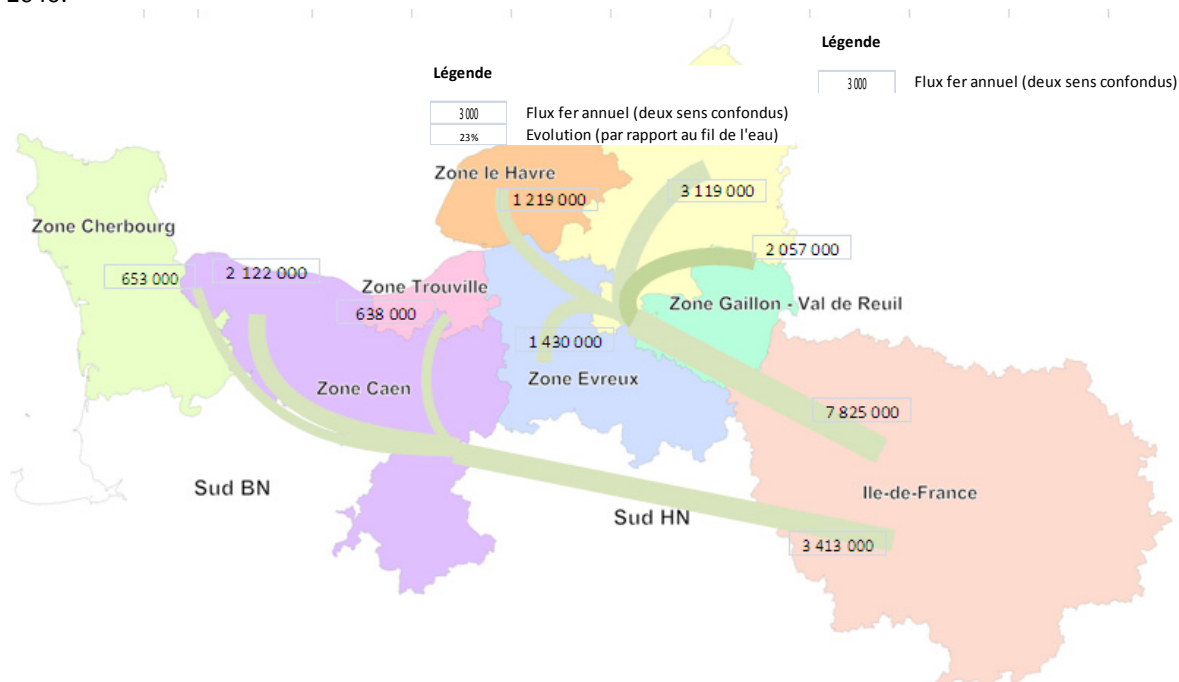 Légende
3 000 Flux fer annuel (deux sens confondus)
Légende
3 000 Flux fer annuel (deux sens confondus)
23% Evolution (par rapport au fil de l'eau)
Zone le Havre
1 219 000
3 119 000
Zone Cherbourg
653 000
2 122 000
2 057 000
Zone Trouville
638 000
Zone Gaillon - Val de Reuil
1 430 000
Zone Evreux
Zone Caen
7 825 000
Sud BN
Ile-de-France
Sud HN
3 413 000